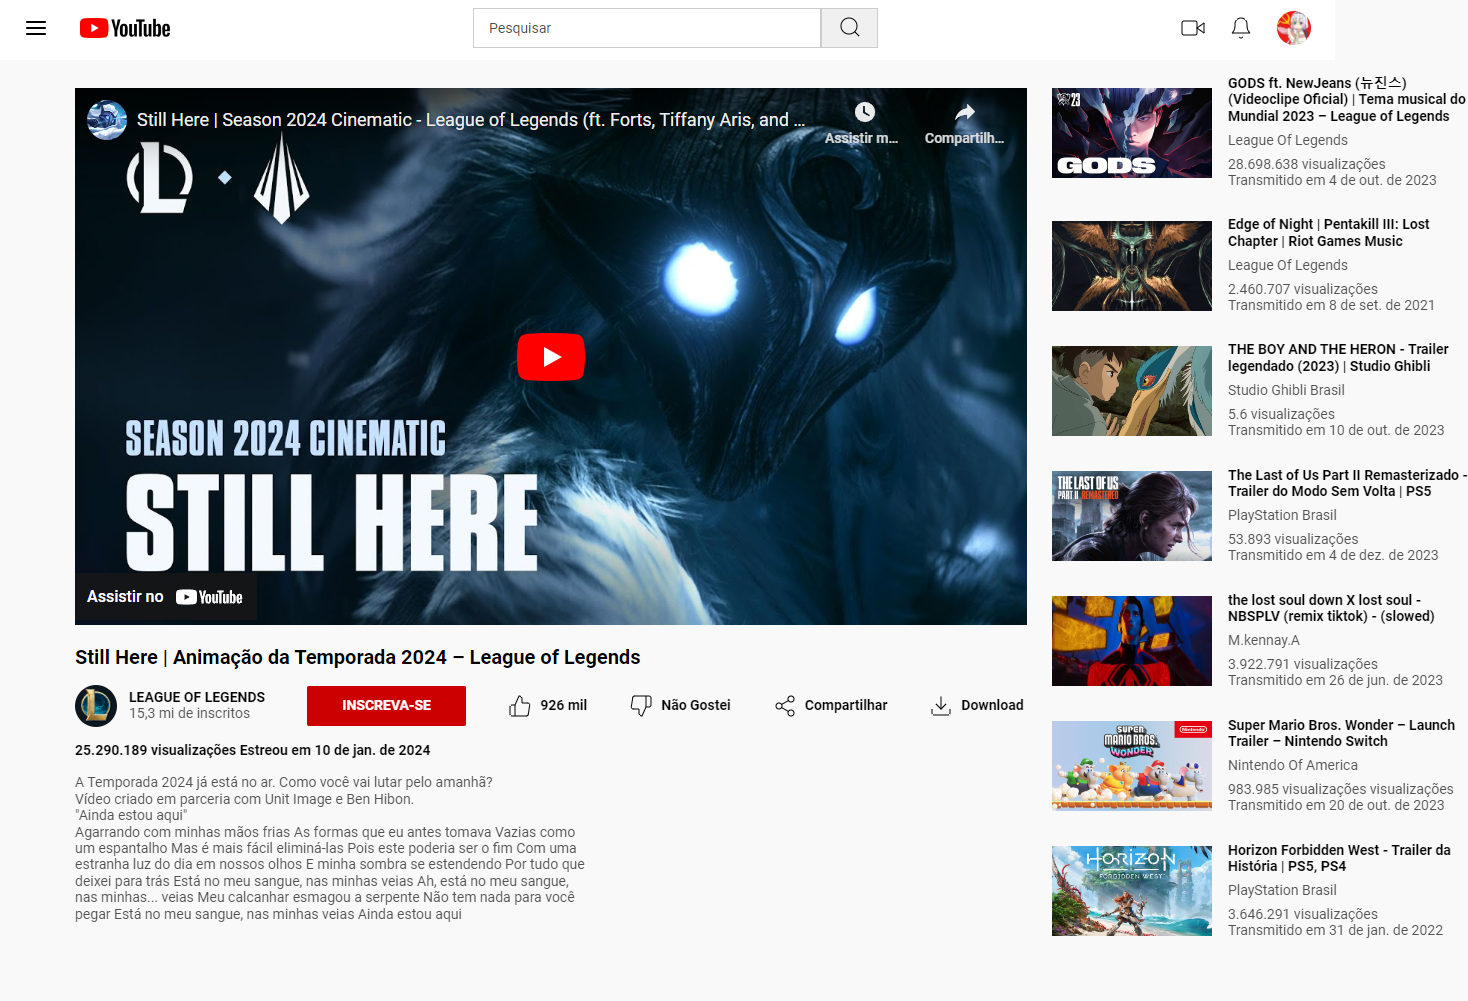 YouTube
Pesquisar
Still Here | Season 2024 Cinematic - League of Legends (ft. Forts, Tiffany Aris, and ...
Assistir m...
Compartilh...
SEASON 2024 CINEMATIC
STILL HERE
Assistir no YouTube
Still Here | Animação da Temporada 2024 – League of Legends
LEAGUE OF LEGENDS
15,3 mi de inscritos
INSCREVA-SE
926 mil
Não Gostei
Compartilhar
Download
25.290.189 visualizações Estreou em 10 de jan. de 2024
A Temporada 2024 já está no ar. Como você vai lutar pelo amanhã?
Vídeo criado em parceria com Unit Image e Ben Hibon.
"Ainda estou aqui"
Agarrando com minhas mãos frias As formas que eu antes tomava Vazias como
um espantalho Mas é mais fácil eliminá-las Pois este poderia ser o fim Com uma
estranha luz do dia em nossos olhos E minha sombra se estendendo Por tudo que
deixei para trás Está no meu sangue, nas minhas veias Ah, está no meu sangue,
nas minhas... veias Meu calcanhar esmagou a serpente Não tem nada para você
pegar Está no meu sangue, nas minhas veias Ainda estou aqui
23
GODS
GODS ft. NewJeans (뉴진스)
(Videoclipe Oficial) | Tema musical do
Mundial 2023 – League of Legends
League Of Legends
28.698.638 visualizações
Transmitido em 4 de out. de 2023
Edge of Night | Pentakill III: Lost
Chapter | Riot Games Music
League Of Legends
2.460.707 visualizações
Transmitido em 8 de set. de 2021
THE BOY AND THE HERON - Trailer
legendado (2023) | Studio Ghibli
Studio Ghibli Brasil
5.6 visualizações
Transmitido em 10 de out. de 2023
THE LAST OF US
PART II REMASTERED
The Last of Us Part II Remasterizado -
Trailer do Modo Sem Volta | PS5
PlayStation Brasil
53.893 visualizações
Transmitido em 4 de dez. de 2023
the lost soul down X lost soul -
NBSPLV (remix tiktok) - (slowed)
M.kennay.A
3.922.791 visualizações
Transmitido em 26 de jun. de 2023
Nintendo
SUPER
MARIO BROS.
WONDER
Super Mario Bros. Wonder – Launch
Trailer – Nintendo Switch
Nintendo Of America
983.985 visualizações visualizações
Transmitido em 20 de out. de 2023
HORIZON
FORBIDDEN WEST
Horizon Forbidden West - Trailer da
História | PS5, PS4
PlayStation Brasil
3.646.291 visualizações
Transmitido em 31 de jan. de 2022